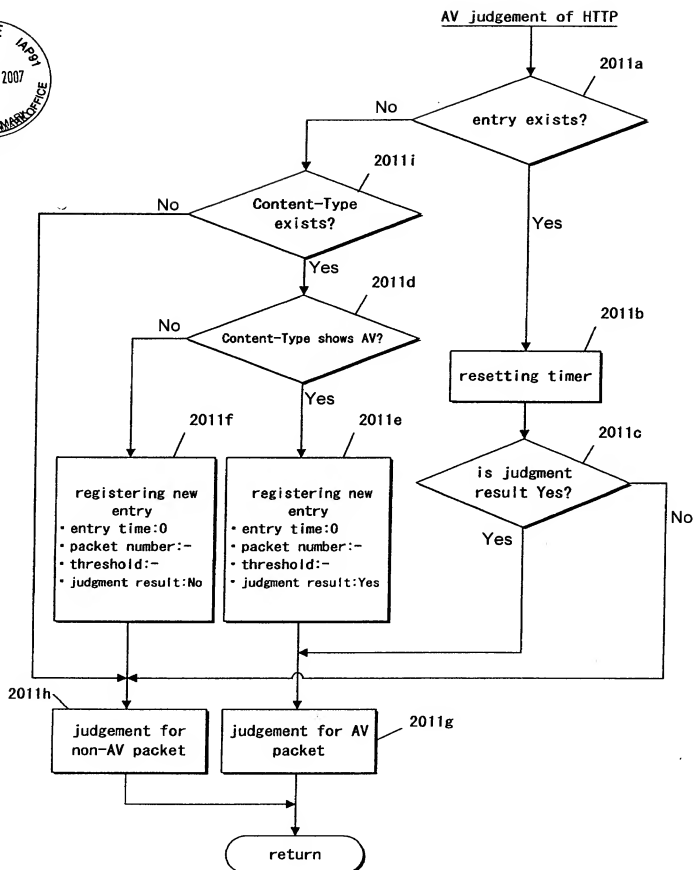 AV judgement of HTTP
IAP91
2007
OFFICE
2011a
entry exists?
No
Yes
2011i
Content-Type
exists?
No
Yes
2011d
Content-Type shows AV?
No
Yes
2011b
resetting timer
2011c
is judgment
result Yes?
Yes
No
2011f
registering new
entry
・entry time:0
・packet number:-
・threshold:-
・judgment result:No
2011e
registering new
entry
・entry time:0
・packet number:-
・threshold:-
・judgment result:Yes
2011h
judgement for
non-AV packet
judgement for AV
packet
2011g
return